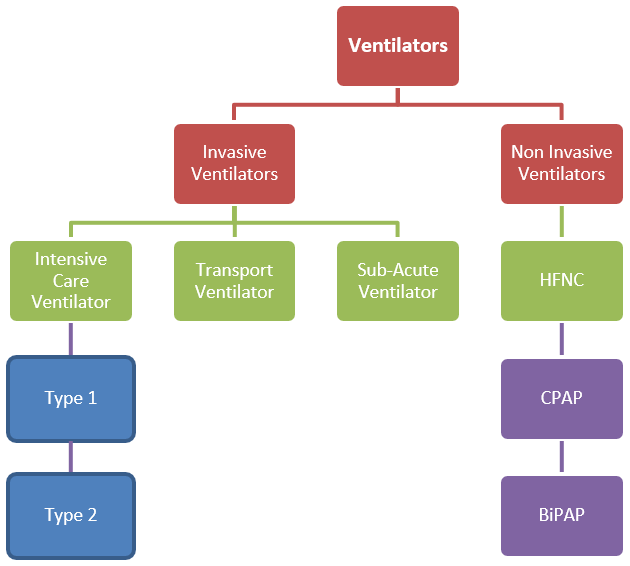 Ventilators
Invasive
Ventilators
Non Invasive
Ventilators
Intensive
Care
Ventilator
Transport
Ventilator
Sub-Acute
Ventilator
HFNC
Type 1
CPAP
Type 2
BiPAP